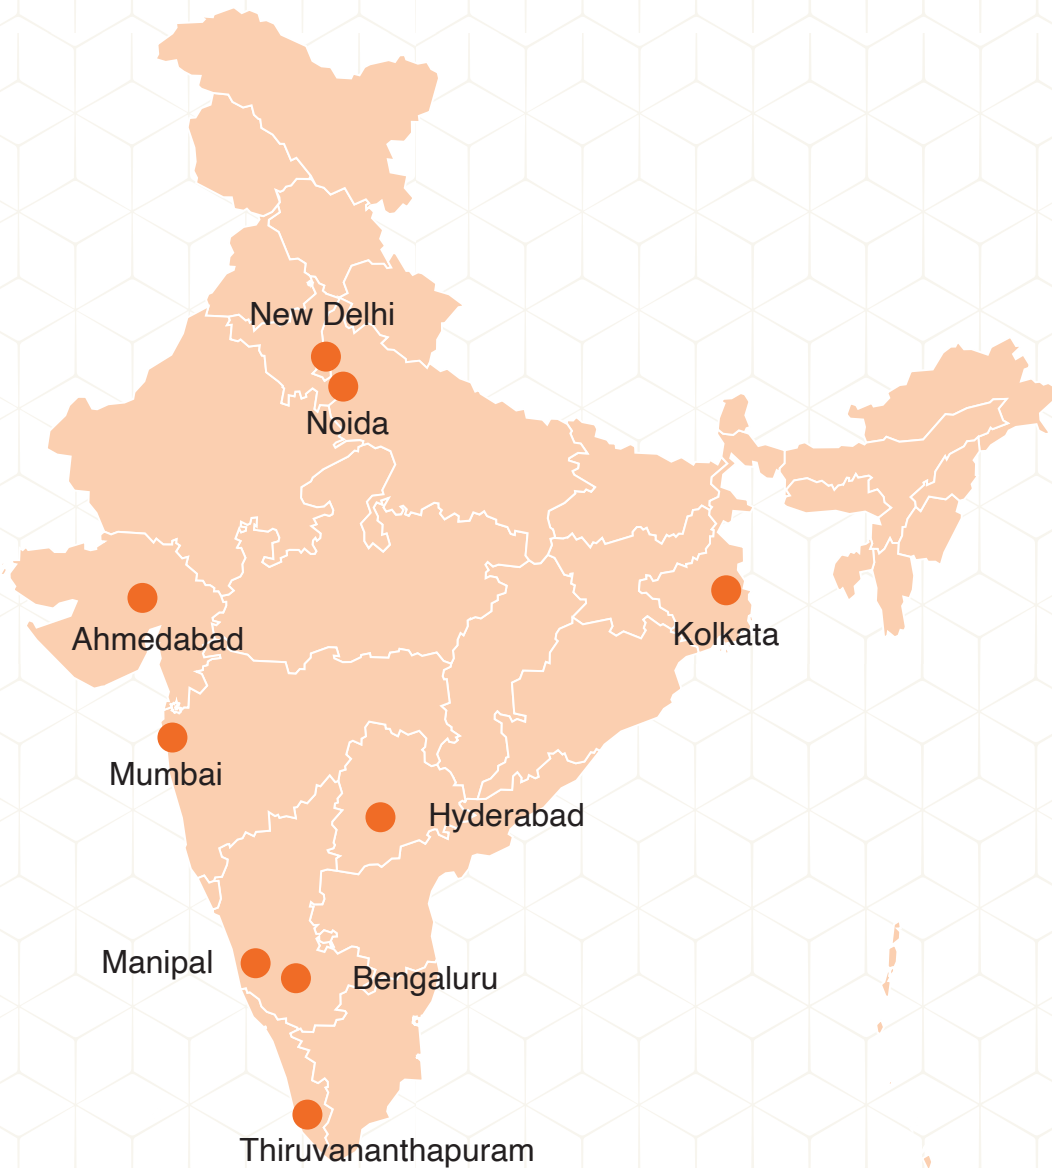 New Delhi
Noida
Ahmedabad
Kolkata
Mumbai
Hyderabad
Manipal
Bengaluru
Thiruvananthapuram